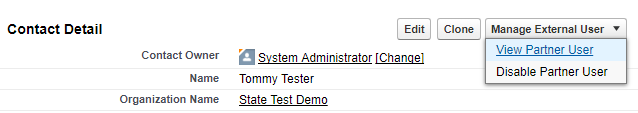 Contact Detail Edit Clone Manage External User
Contact Owner System Administrator [Change] View Partner User
Name Tommy Tester Disable Partner User
Organization Name State Test Demo